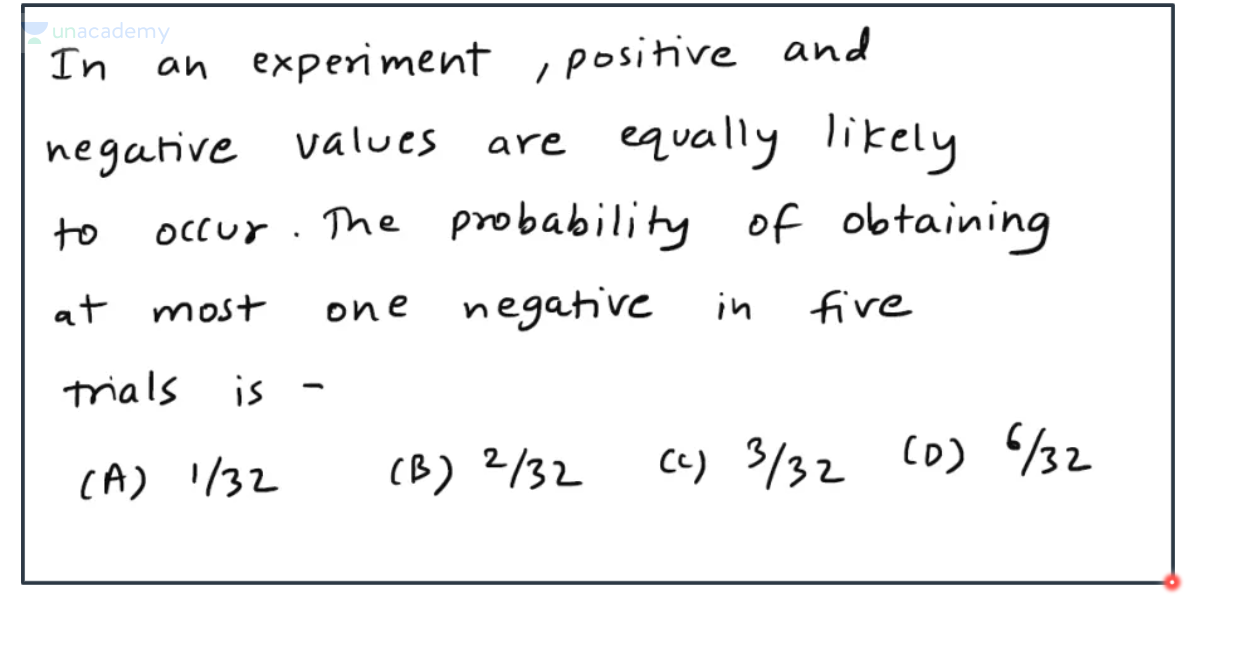 unacademy
In an experiment, positive and
negative values are equally likely
to occur. The probability of obtaining
at most one negative in five
trials is -
(A) 1/32 (B) 2/32 (C) 3/32 (D) 6/32